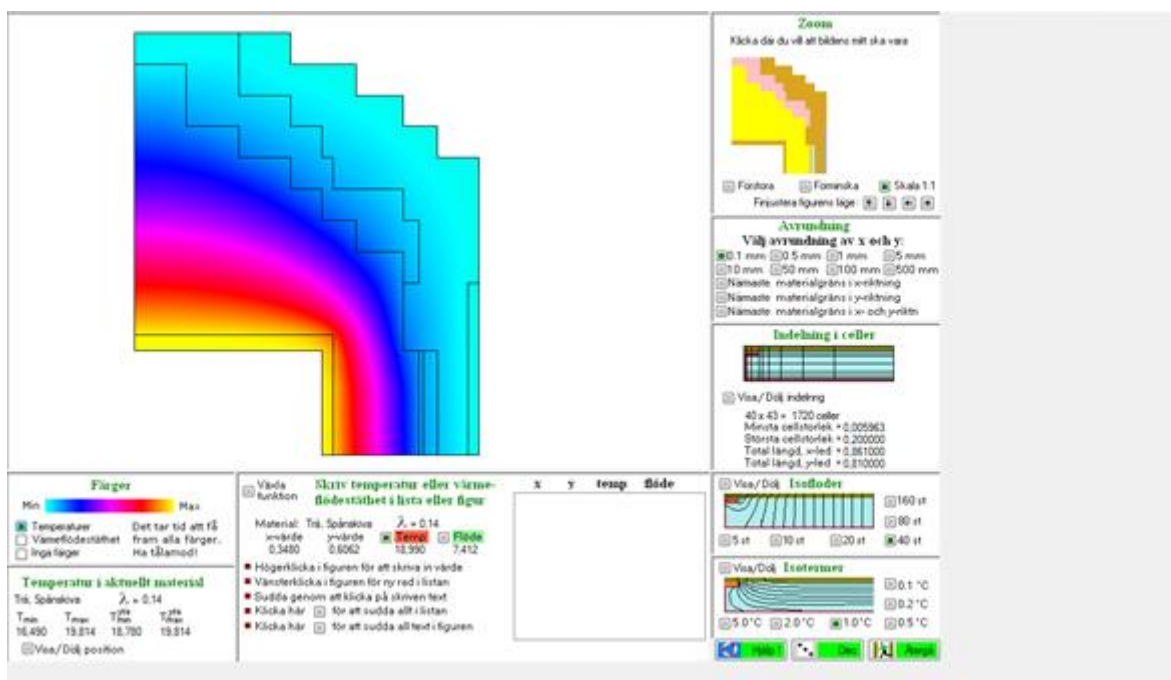 Zoom
Klicka där du vill att bildens mitt ska vara
Förstora Förminska Skala 1:1
Finjustera figurens läge:
Avrundning
Välj avrundning av x och y:
0.1 mm 0.5 mm 1 mm 5 mm
10 mm 50 mm 100 mm 500 mm
Närmaste materialgräns i x-riktning
Närmaste materialgräns i y-riktning
Närmaste materialgräns i x- och y-riktn
Indelning i celler
Visa/Dölj indelning
40 x 43 = 1720 celler
Minsta cellstorlek = 0,005963
Största cellstorlek = 0,200000
Total längd, x-led = 0,861000
Total längd, y-led = 0,810000
Färger
Min Max
Temperaturer
Värmeflödestäthet
Inga färger
Det tar tid att få
fram alla färger.
Ha tålamod!
Temperatur i aktuellt material
Trä, Spånskiva λ = 0,14
Tmin Tmax Tmin yta Tmax yta
16,490 19,814 18,780 19,814
Visa/Dölj position
Växla
funktion
Skriv temperatur eller värme-
flödestäthet i lista eller figur
Material: Trä, Spånskiva λ = 0,14
x-värde y-värde Temp Flöde
0,3480 0,6062 18,990 7,412
Högerklicka i figuren för att skriva in värde
Vänsterklicka i figuren för ny rad i listan
Sudda genom att klicka på skriven text
Klicka här för att sudda allt i listan
Klicka här för att sudda all text i figuren
x y temp flöde
Visa/Dölj Isoflöder
160 st
80 st
5 st 10 st 20 st 40 st
Visa/Dölj Isotermer
0.1 °C
0.2 °C
5.0°C 2.0°C 1.0°C 0.5°C
Hjälp 1 Dec Återgå